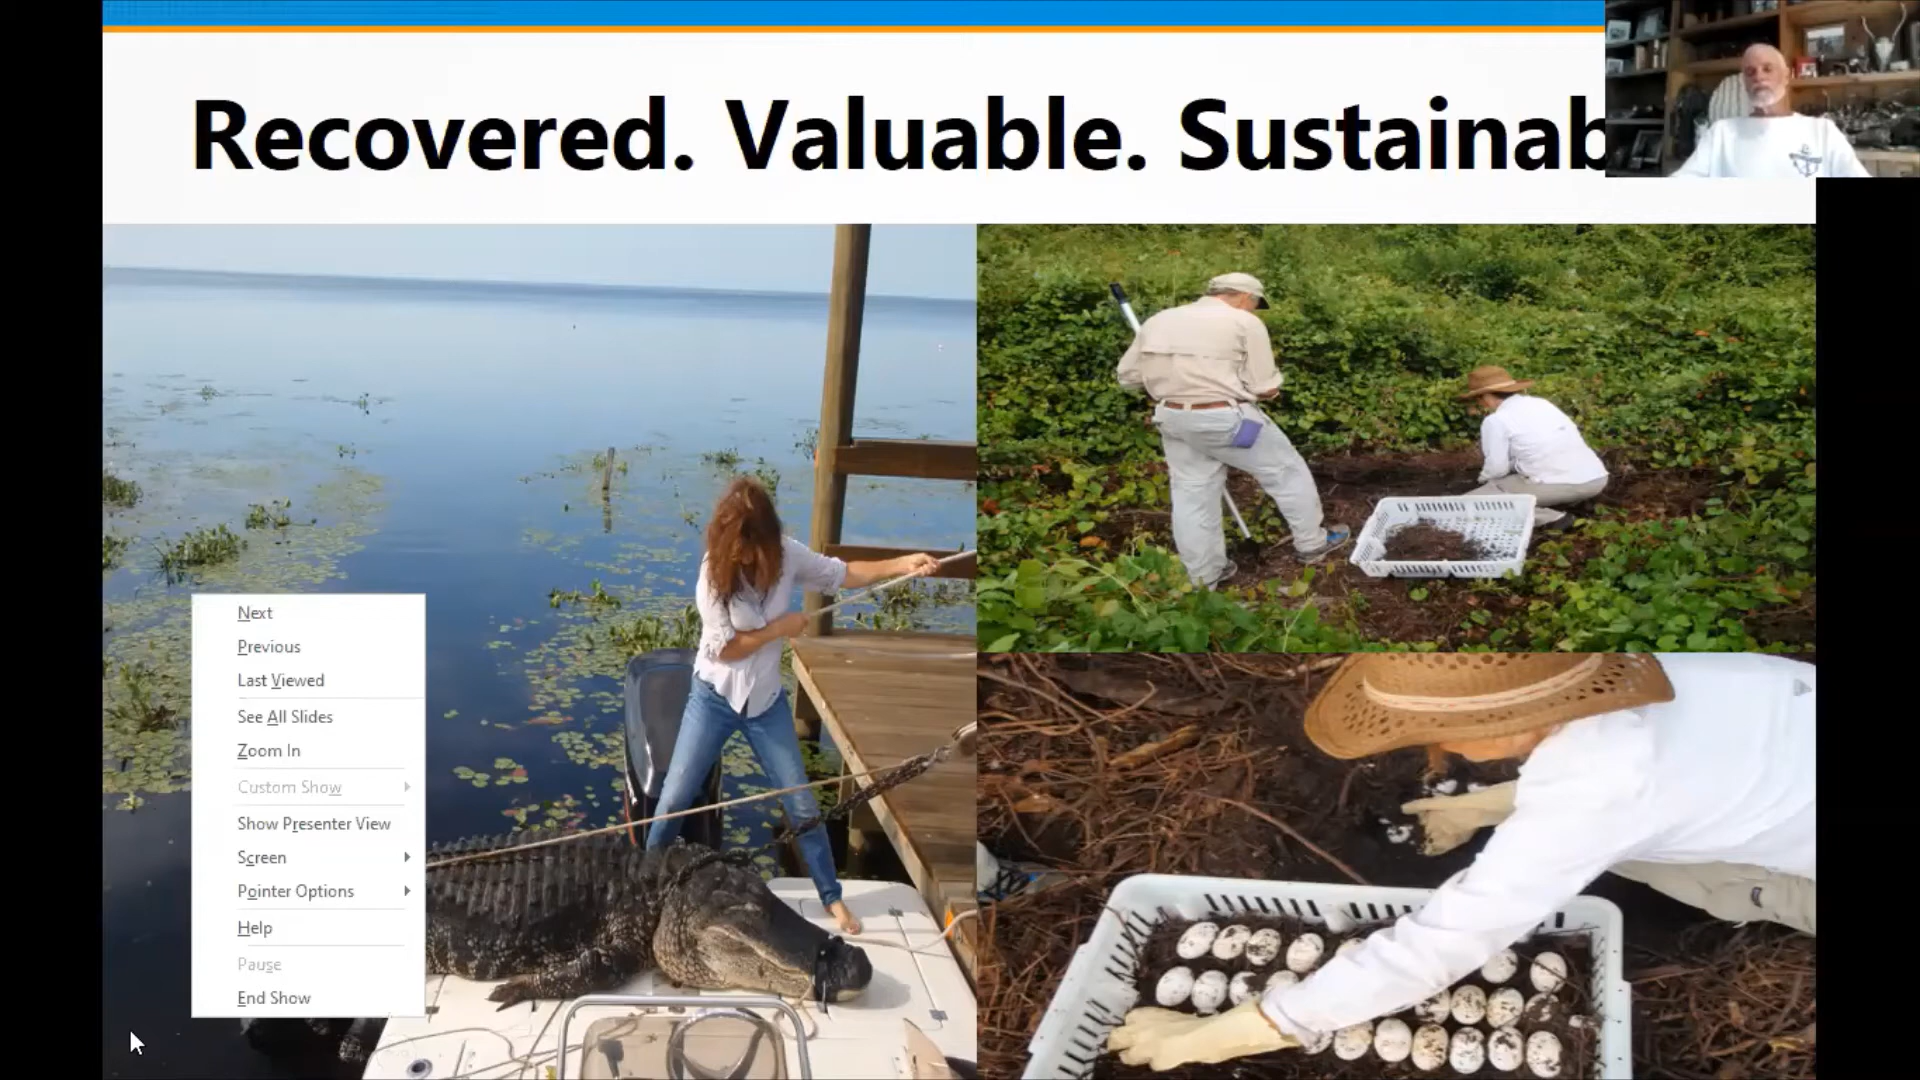 Recovered. Valuable. Sustainab
Next
Previous
Last Viewed
See All Slides
Zoom In
Custom Show
Show Presenter View
Screen
Pointer Options
Help
Pause
End Show